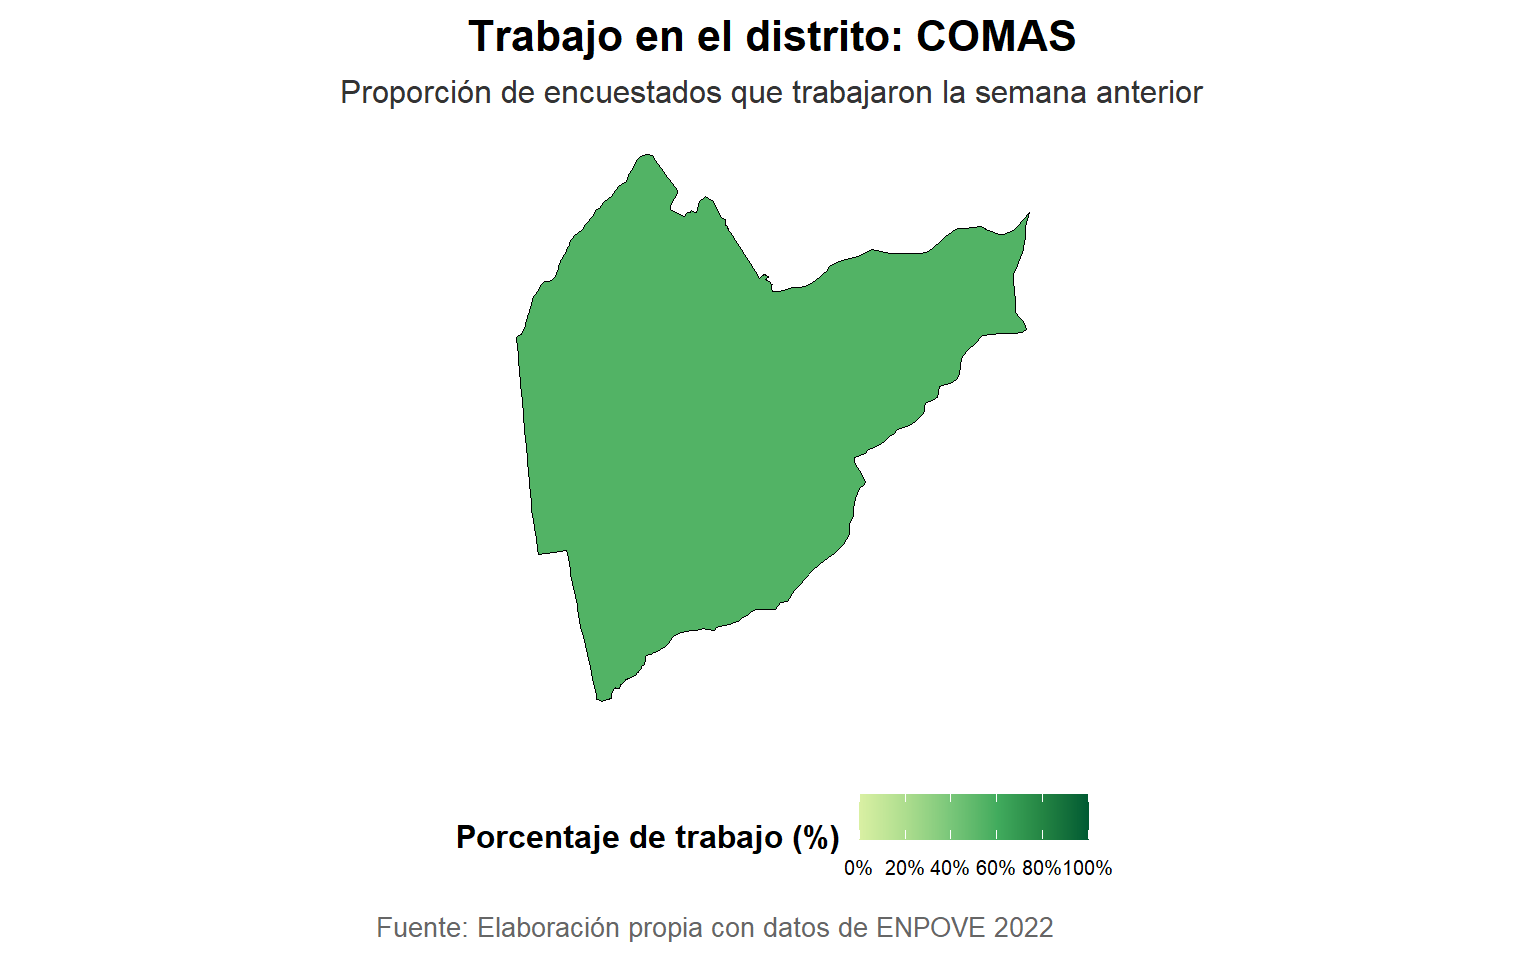 Trabajo en el distrito: COMAS
Proporción de encuestados que trabajaron la semana anterior
Porcentaje de trabajo (%)
0% 20% 40% 60% 80% 100%
Fuente: Elaboración propia con datos de ENPOVE 2022